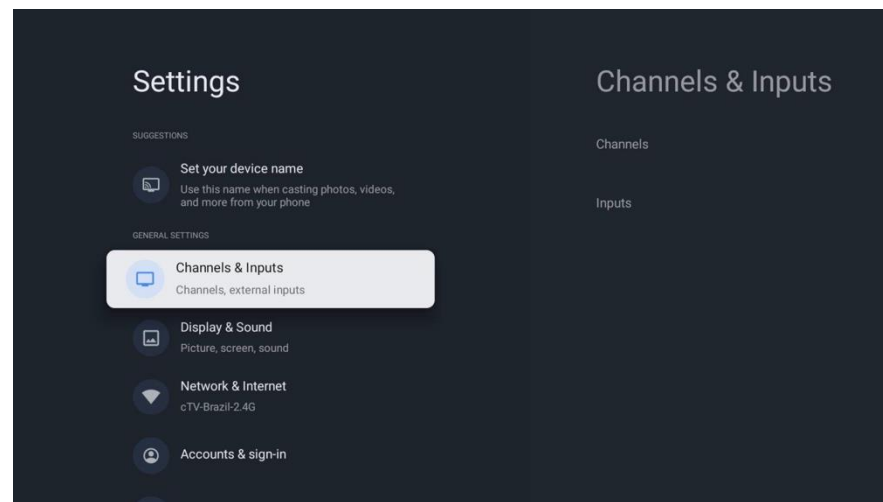 Settings
SUGGESTIONS
Set your device name
Use this name when casting photos, videos,
and more from your phone
GENERAL SETTINGS
Channels & Inputs
Channels, external inputs
Display & Sound
Picture, screen, sound
Network & Internet
cTV-Brazil-2.4G
Accounts & sign-in
Channels & Inputs
Channels
Inputs